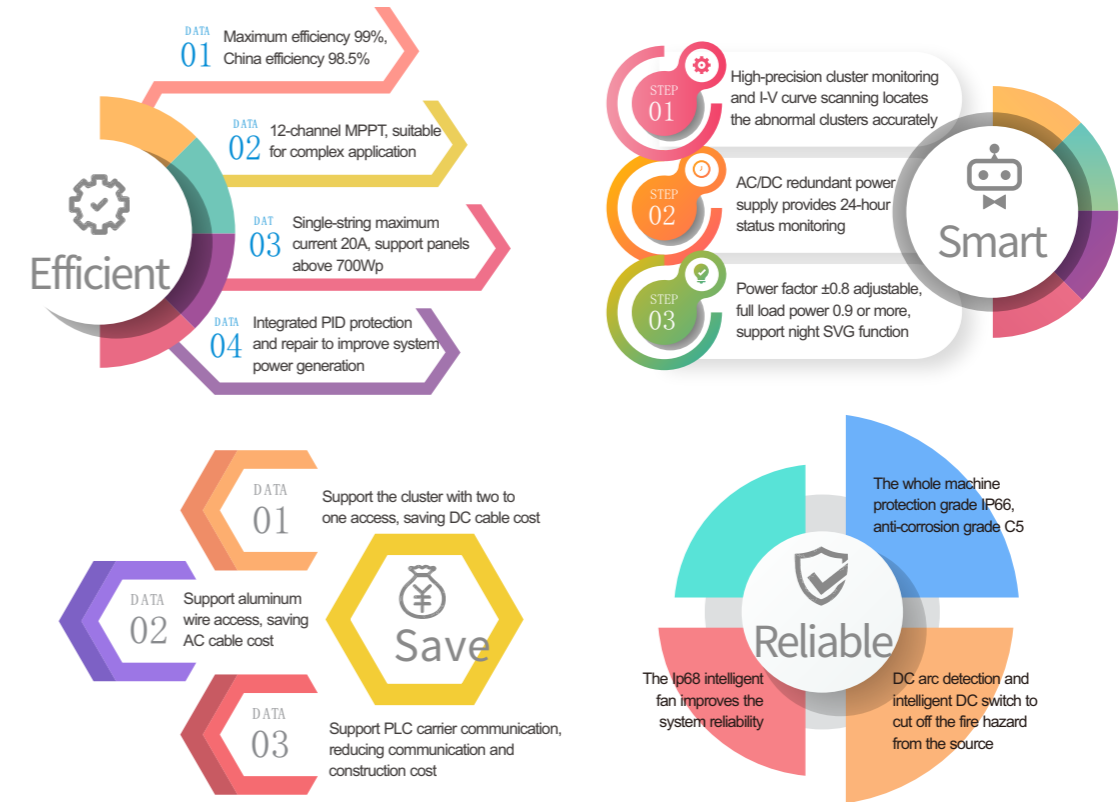 DATA
01
Maximum efficiency 99%,
China efficiency 98.5%
DATA
02
12-channel MPPT, suitable
for complex application
DAT
03
Single-string maximum
current 20A, support panels
above 700Wp
DATA
04
Integrated PID protection
and repair to improve system
power generation
Efficient
STEP
01
High-precision cluster monitoring
and I-V curve scanning locates
the abnormal clusters accurately
STEP
02
AC/DC redundant power
supply provides 24-hour
status monitoring
STEP
03
Power factor ±0.8 adjustable,
full load power 0.9 or more,
support night SVG function
Smart
DATA
01
Support the cluster with two to
one access, saving DC cable cost
DATA
02
Support aluminum
wire access, saving
AC cable cost
DATA
03
Support PLC carrier communication,
reducing communication and
construction cost
¥
Save
The whole machine
protection grade IP66,
anti-corrosion grade C5
Reliable
The Ip68 intelligent
fan improves the
system reliability
DC arc detection and
intelligent DC switch to
cut off the fire hazard
from the source